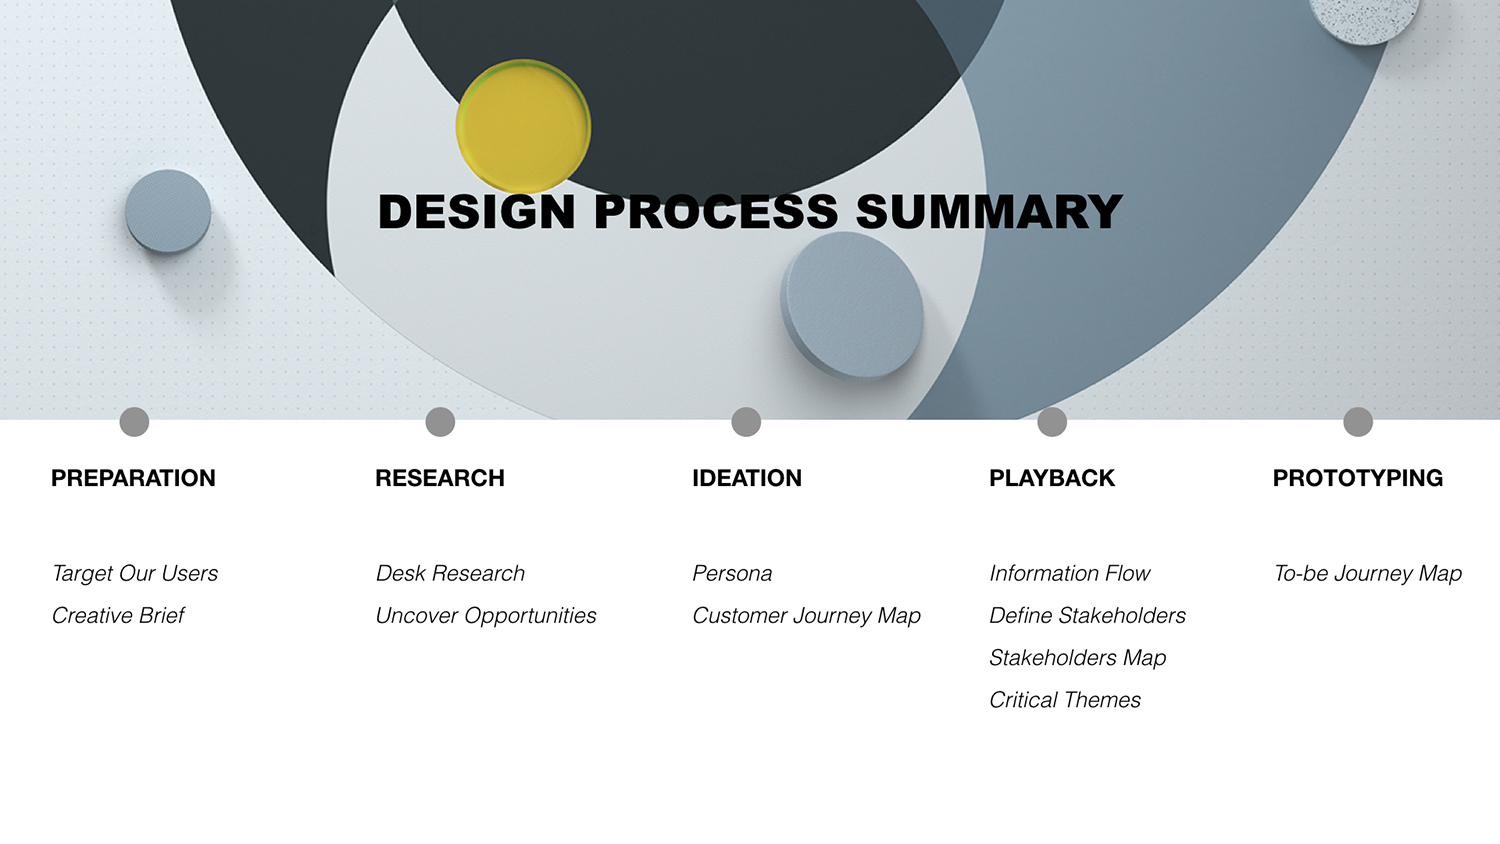 DESIGN PROCESS SUMMARY
PREPARATION
Target Our Users
Creative Brief
RESEARCH
Desk Research
Uncover Opportunities
IDEATION
Persona
Customer Journey Map
PLAYBACK
Information Flow
Define Stakeholders
Stakeholders Map
Critical Themes
PROTOTYPING
To-be Journey Map